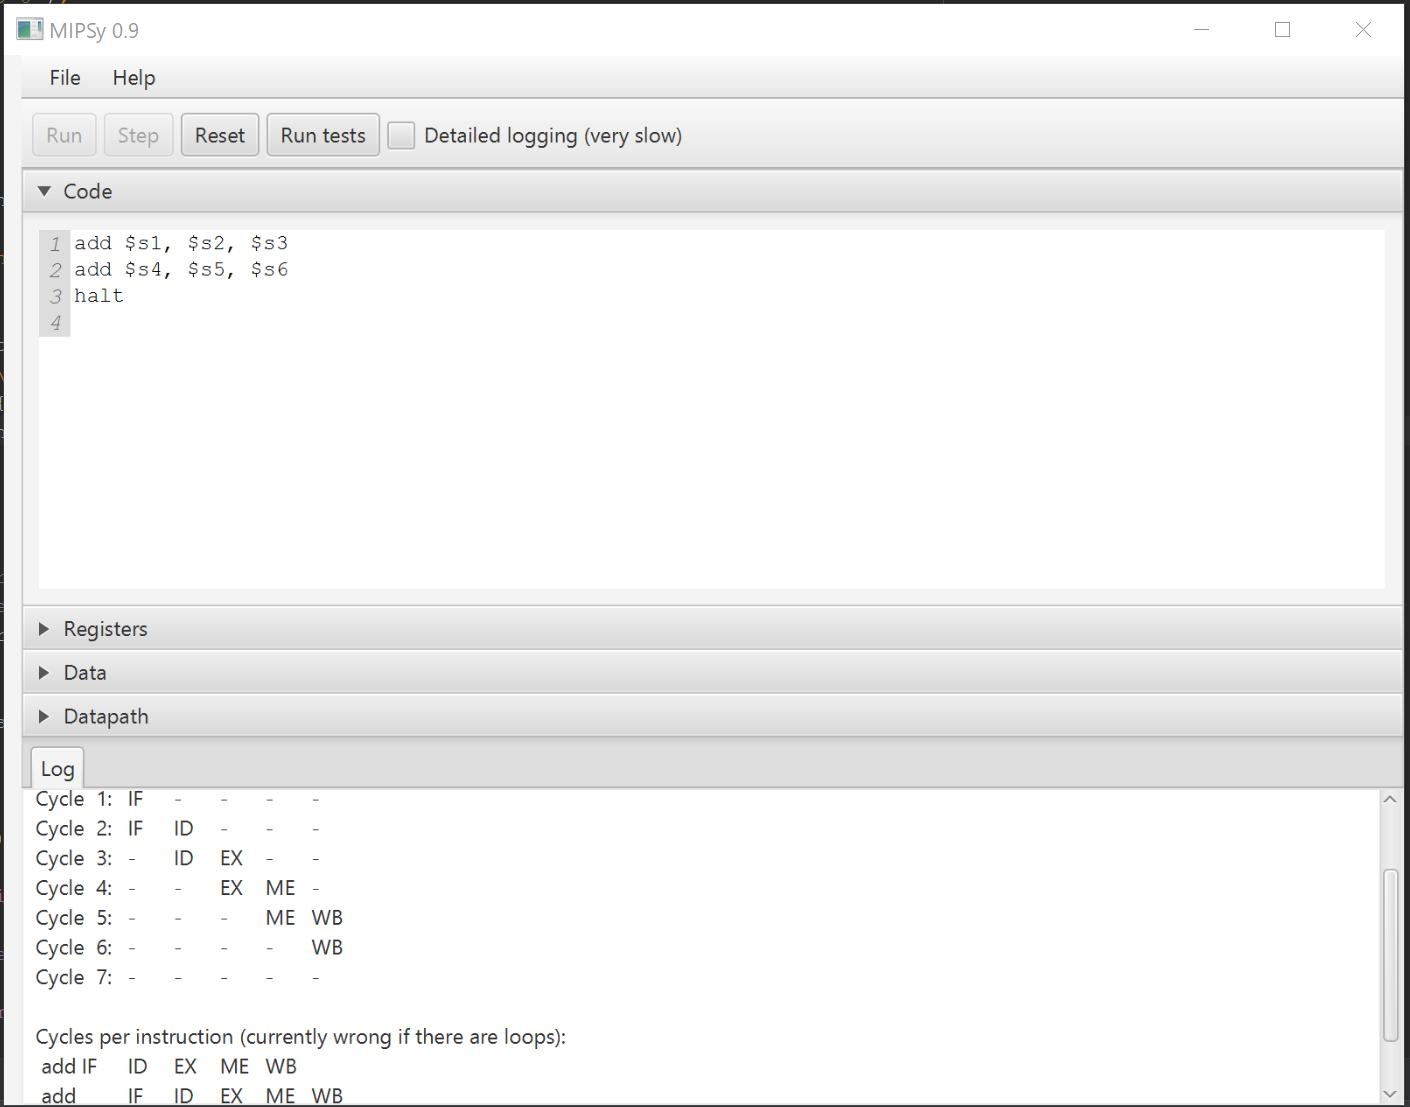 MIPSy 0.9
File Help
Run Step Reset Run tests Detailed logging (very slow)
Code
1 add $s1, $s2, $s3
2 add $s4, $s5, $s6
3 halt
4
Registers
Data
Datapath
Log
Cycle 1: IF - - - -
Cycle 2: IF ID - - -
Cycle 3: - ID EX - -
Cycle 4: - - EX ME -
Cycle 5: - - - ME WB
Cycle 6: - - - - WB
Cycle 7: - - - - -
Cycles per instruction (currently wrong if there are loops):
add IF ID EX ME WB
add IF ID EX ME WB